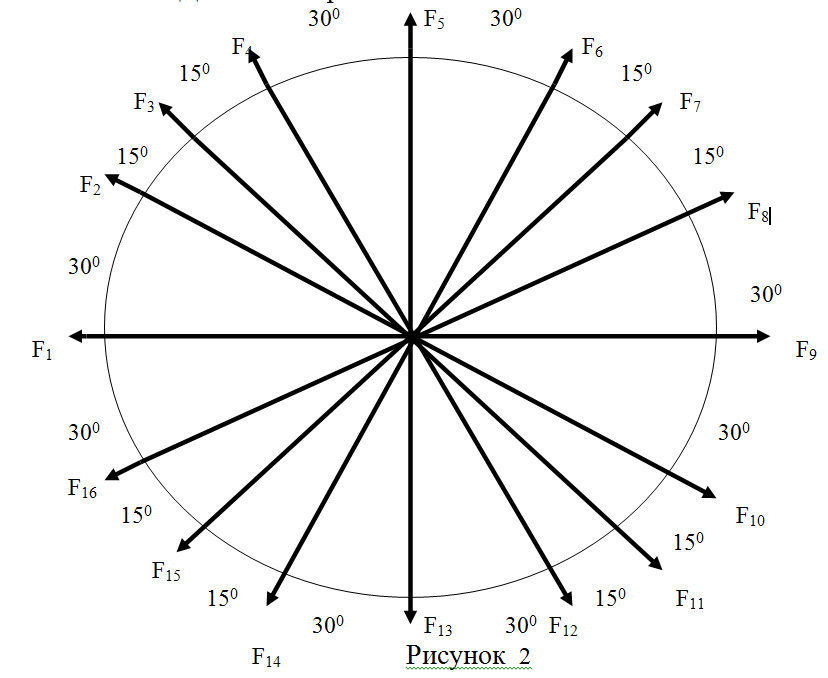 30⁰ F₅ 30⁰
F₄ F₆
15⁰ 15⁰
F₃ F₇
15⁰ 15⁰
F₂ F₈
30⁰ 30⁰
F₁ F₉
30⁰ 30⁰
F₁₆ F₁₀
15⁰ 15⁰
F₁₅ F₁₁
15⁰ 15⁰
30⁰ F₁₃ 30⁰ F₁₂
F₁₄ Рисунок 2